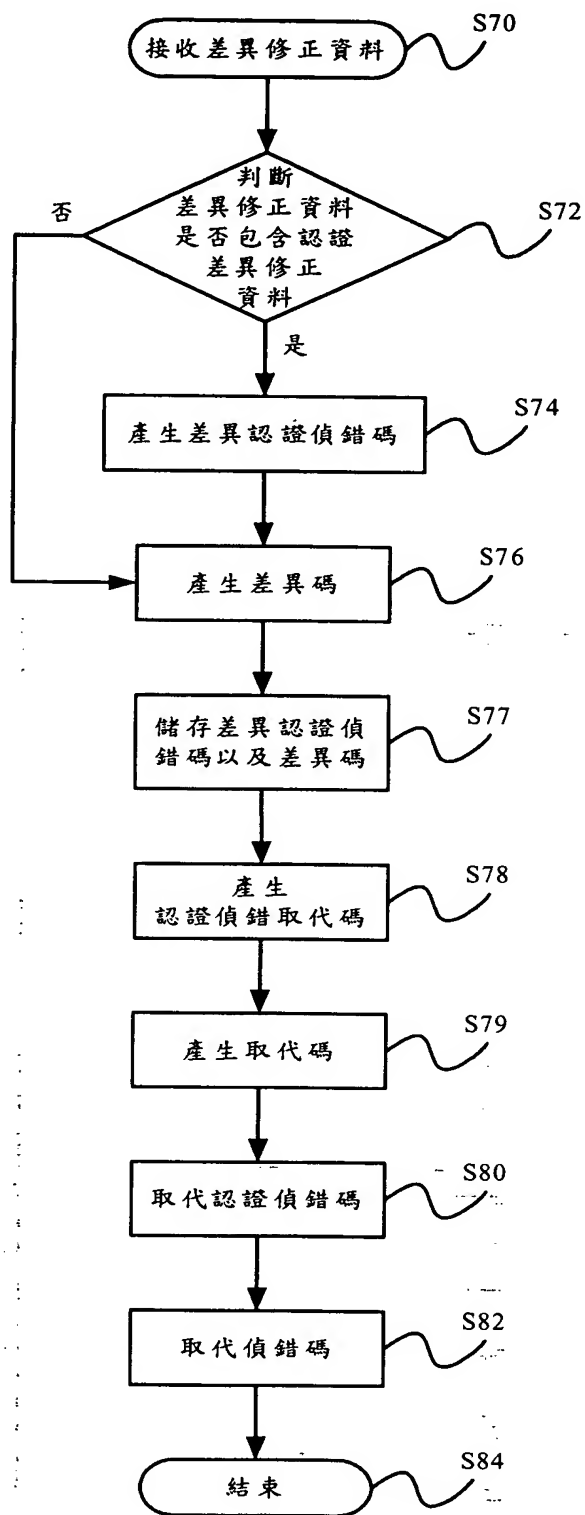 S70
接收差異修正資料
判斷
差異修正資料
是否包含認證
差異修正
資料
S72
否
是
S74
產生差異認證偵錯碼
S76
產生差異碼
S77
儲存差異認證偵
錯碼以及差異碼
S78
產生
認證偵錯取代碼
S79
產生取代碼
S80
取代認證偵錯碼
S82
取代偵錯碼
S84
結束